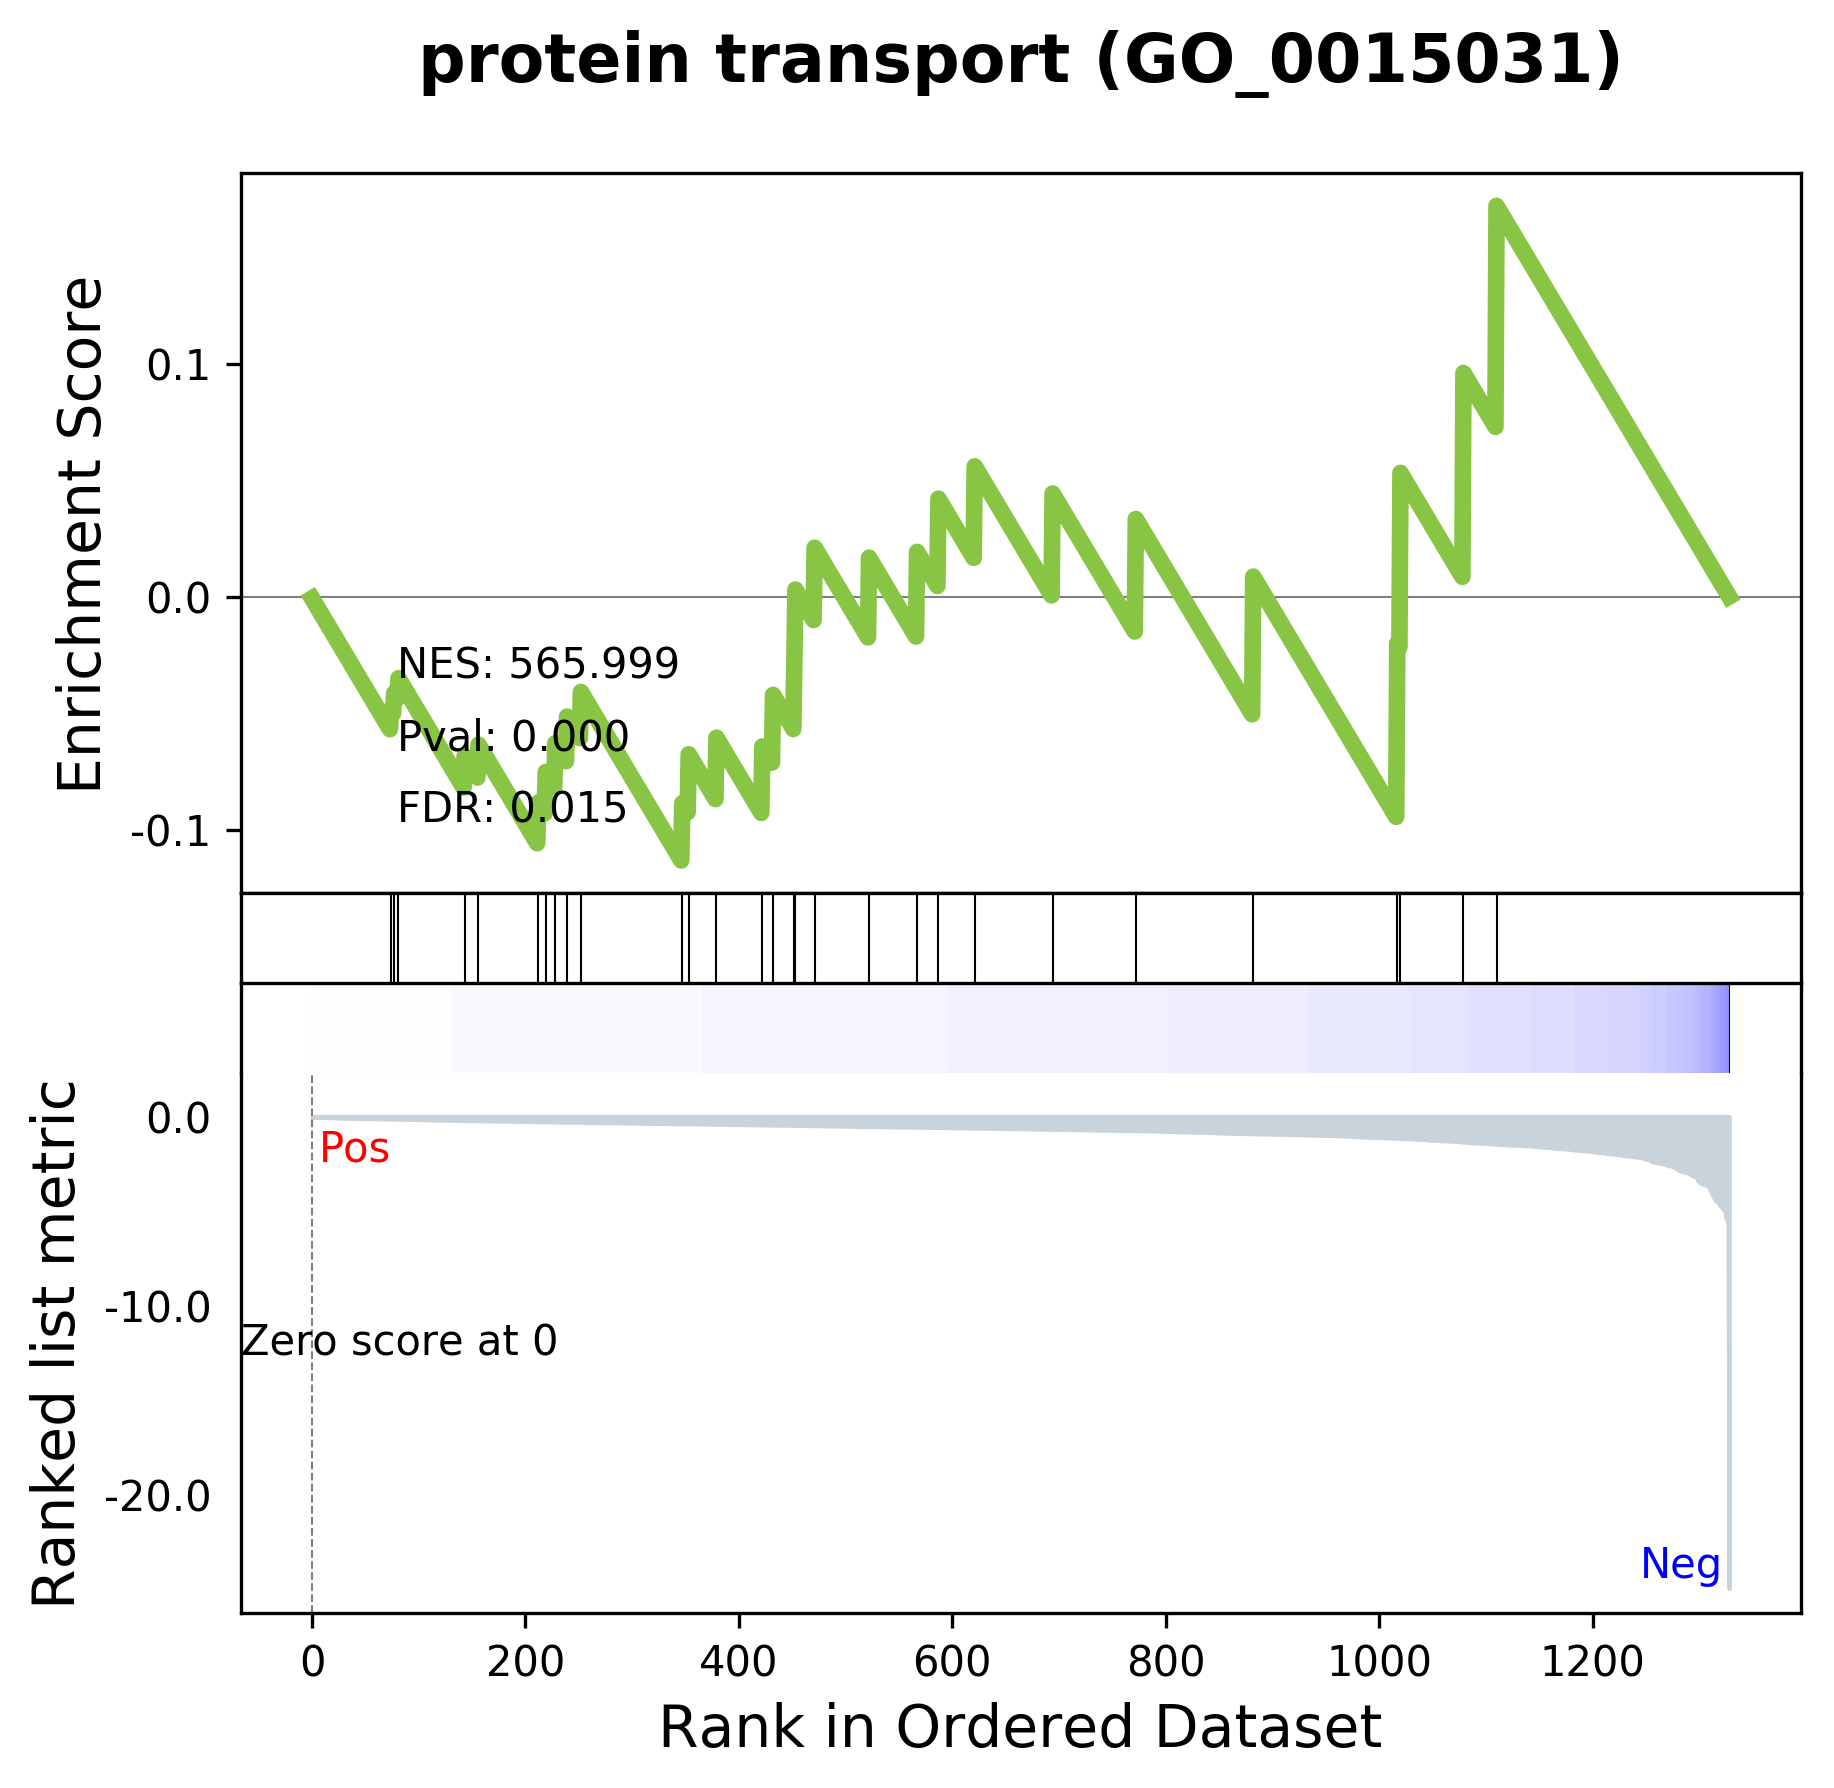 protein transport (GO_0015031)
Enrichment Score
0.1
0.0
-0.1
NES: 565.999
Pval: 0.000
FDR: 0.015
Ranked list metric
0.0
-10.0
-20.0
Pos
Zero score at 0
Neg
0 200 400 600 800 1000 1200
Rank in Ordered Dataset